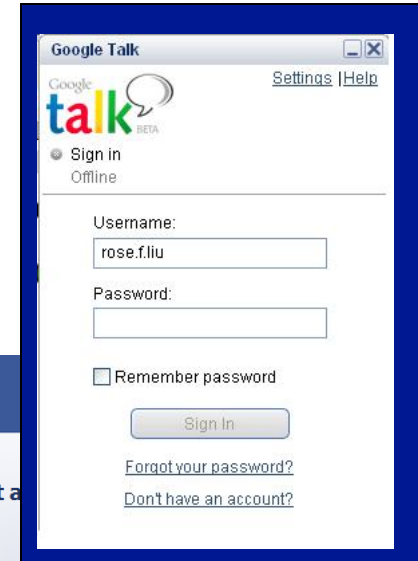 Google Talk
Settings | Help
Google
talk
BETA
Sign in
Offline
Username:
rose.f.liu
Password:
Remember password
Sign In
Forgot your password?
Don't have an account?
t a